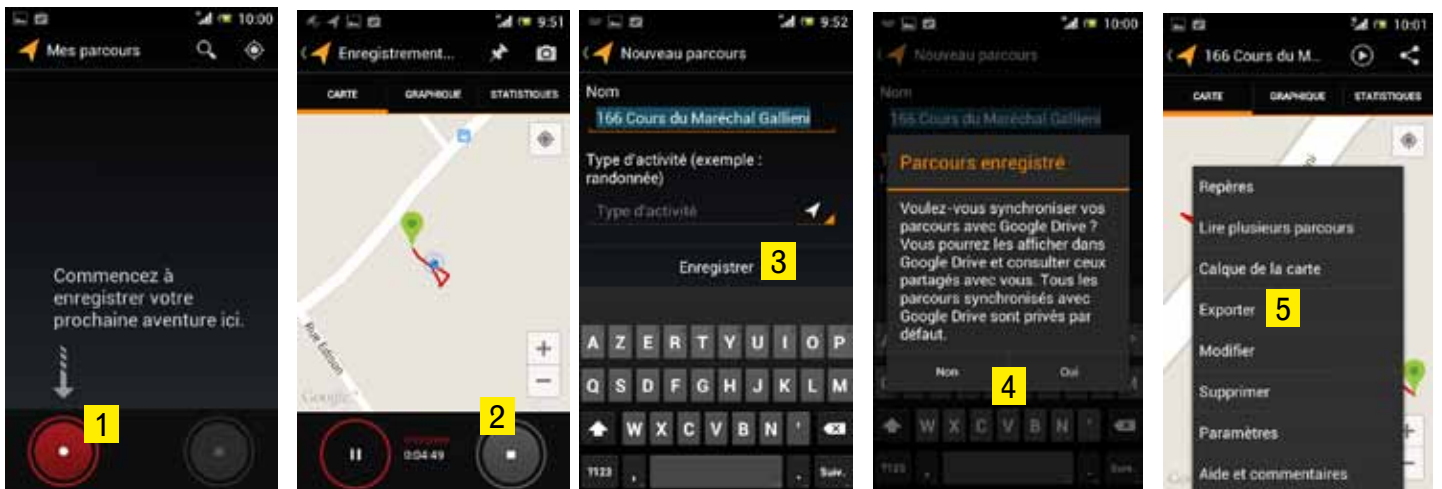 10:00
Mes parcours
Commencez à
enregistrer votre
prochaine aventure ici.
1
9:51
Enregistrement...
CARTE GRAPHIQUE STATISTIQUES
Rue Edison
Google
+
−
0:04:49
2
9:52
Nouveau parcours
Nom
166 Cours du Maréchal Gallieni
Type d'activité (exemple :
randonnée)
Type d'activité
Enregistrer 3
A Z E R T Y U I O P
Q S D F G H J K L M
W X C V B N '
?123 , . Suiv.
10:00
Nouveau parcours
Nom
166 Cours du Maréchal Gallieni
Parcours enregistré
Voulez-vous synchroniser vos
parcours avec Google Drive ?
Vous pourrez les afficher dans
Google Drive et consulter ceux
partagés avec vous. Tous les
parcours synchronisés avec
Google Drive sont privés par
défaut.
Non Oui
4
W X C V B N '
?123 , . Suiv.
10:01
166 Cours du M...
CARTE GRAPHIQUE STATISTIQUES
Repères
Lire plusieurs parcours
Calque de la carte
Exporter 5
Modifier
Supprimer
Paramètres
Aide et commentaires
+
−